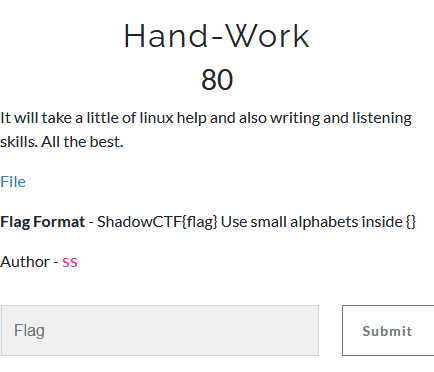 Hand-Work
80
It will take a little of linux help and also writing and listening
skills. All the best.
File
Flag Format - ShadowCTF{flag} Use small alphabets inside {}
Author - ss
Flag
Submit